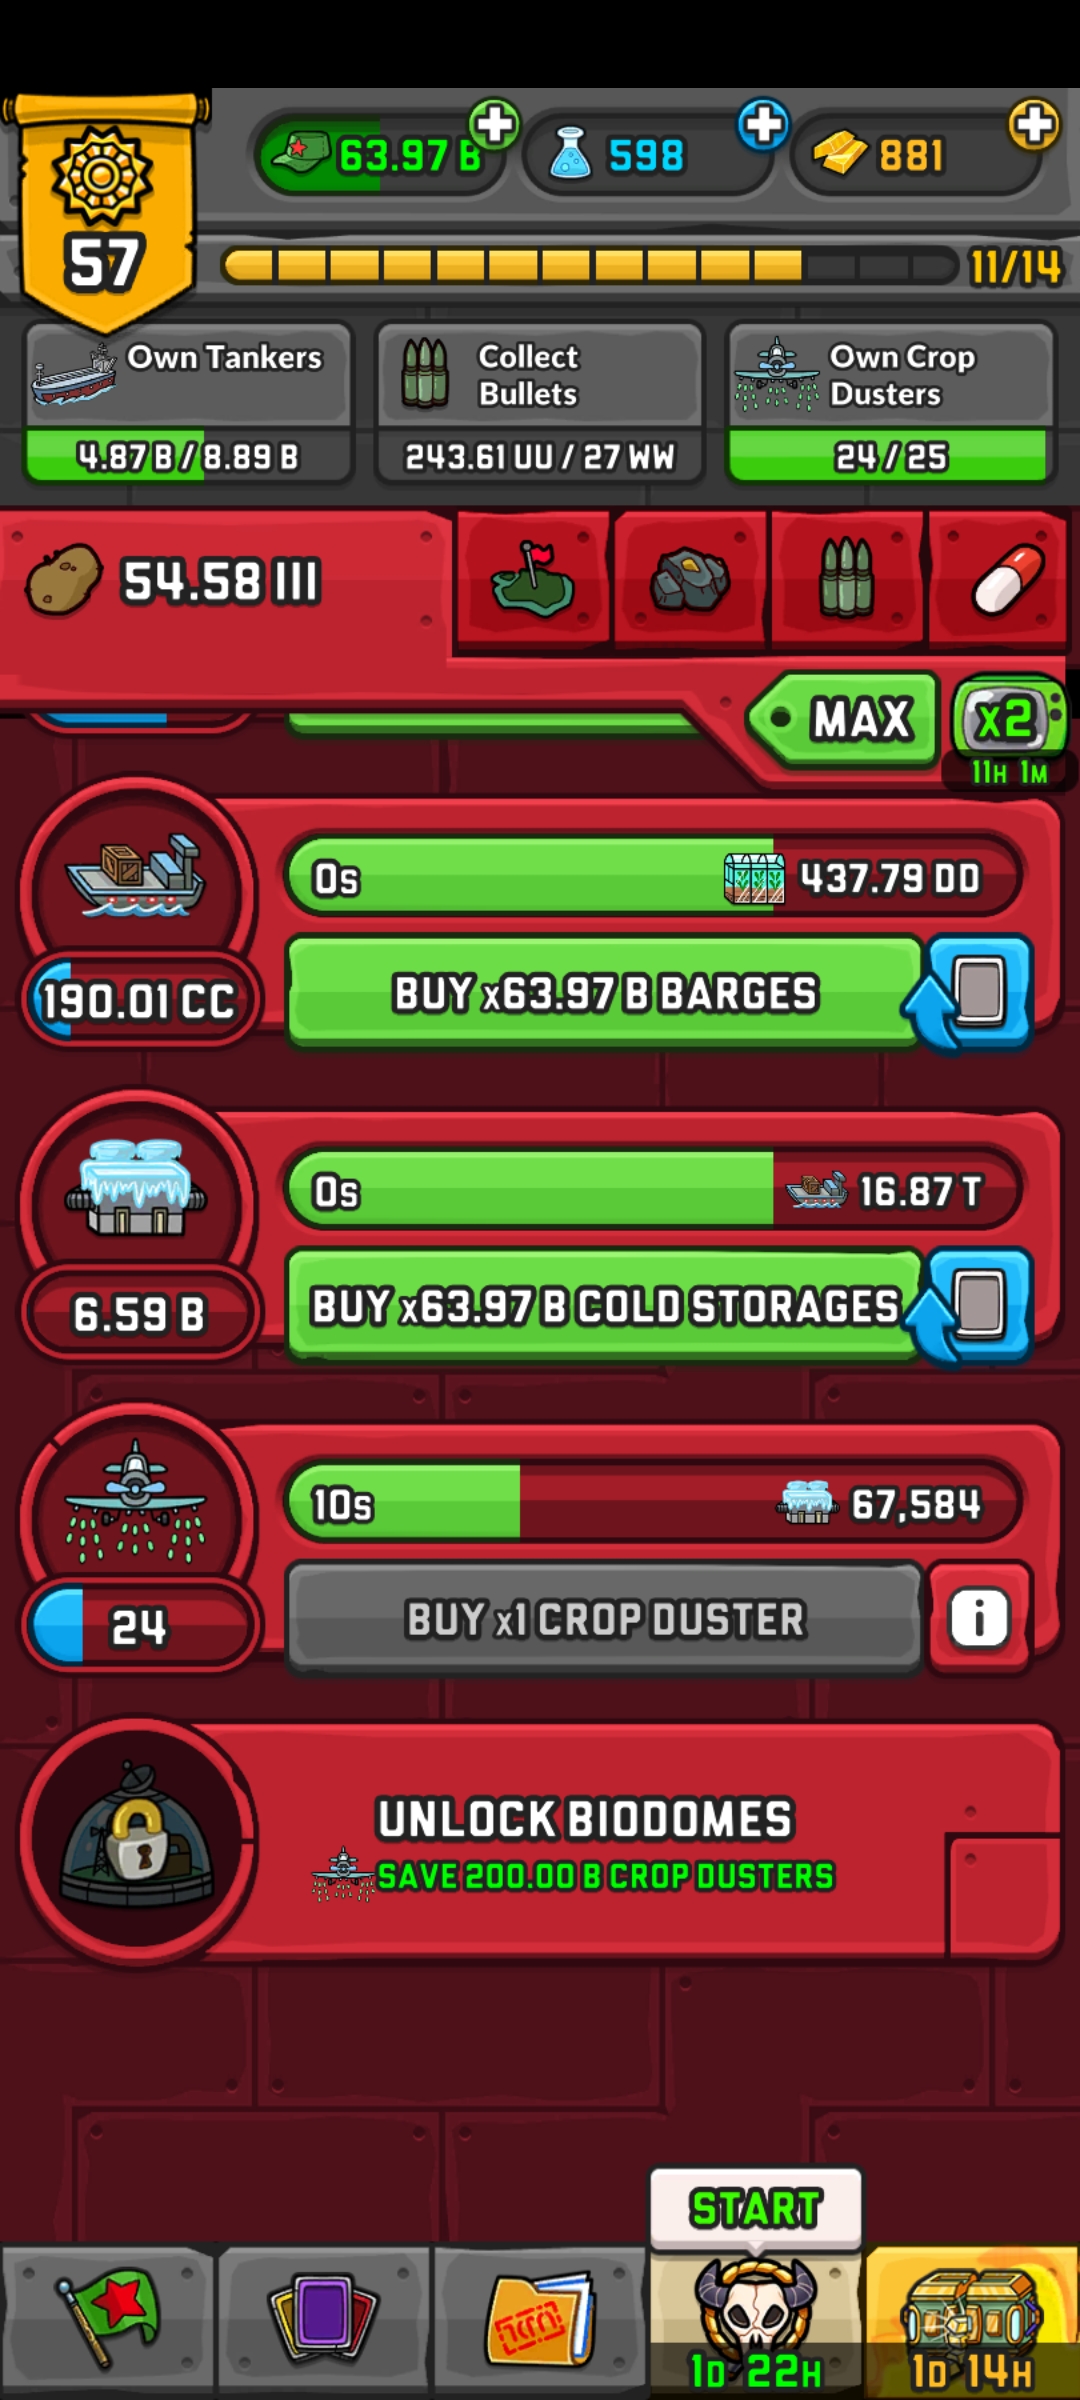 63.97 B
598
881
57
11/14
Own Tankers
Collect
Bullets
Own Crop
Dusters
4.87 B / 8.89 B
243.61 UU / 27 WW
24 / 25
54.58 III
MAX
x2
11H 1M
0s
437.79 DD
190.01 CC
BUY x63.97 B BARGES
0s
16.87 T
6.59 B
BUY x63.97 B COLD STORAGES
10s
67,584
24
BUY x1 CROP DUSTER
i
UNLOCK BIODOMES
SAVE 200.00 B CROP DUSTERS
START
1D 22H
1D 14H